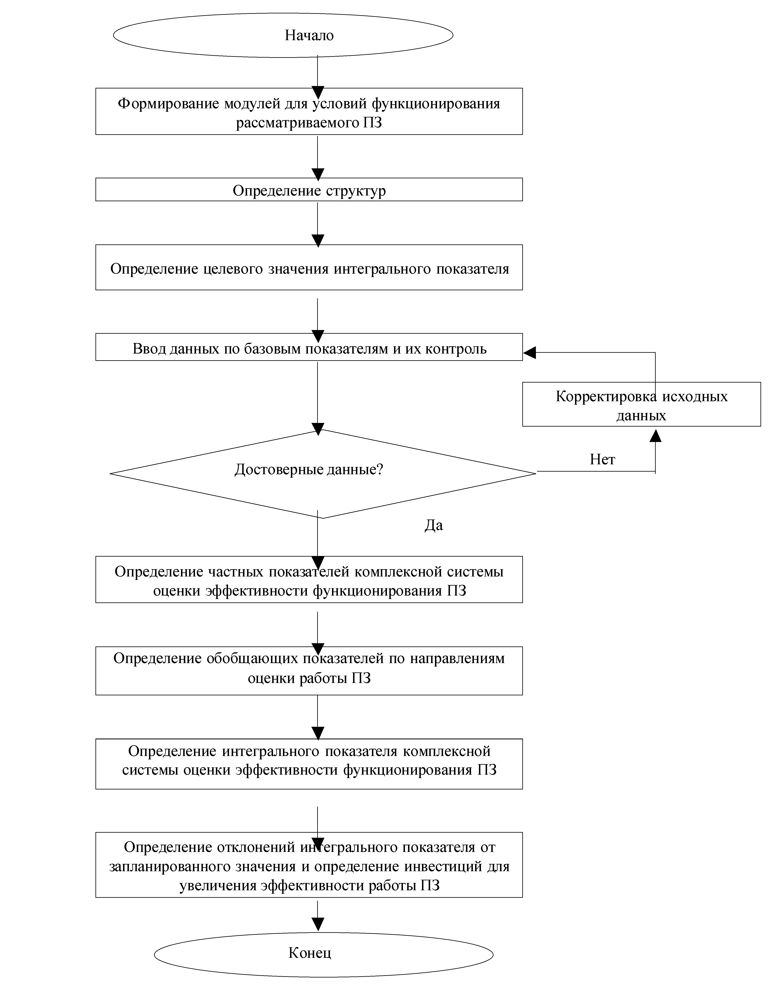 Начало
Формирование модулей для условий функционирования
рассматриваемого ПЗ
Определение структур
Определение целевого значения интегрального показателя
Ввод данных по базовым показателям и их контроль
Корректировка исходных
данных
Нет
Достоверные данные?
Да
Определение частных показателей комплексной системы
оценки эффективности функционирования ПЗ
Определение обобщающих показателей по направлениям
оценки работы ПЗ
Определение интегрального показателя комплексной
системы оценки эффективности функционирования ПЗ
Определение отклонений интегрального показателя от
запланированного значения и определение инвестиций для
увеличения эффективности работы ПЗ
Конец